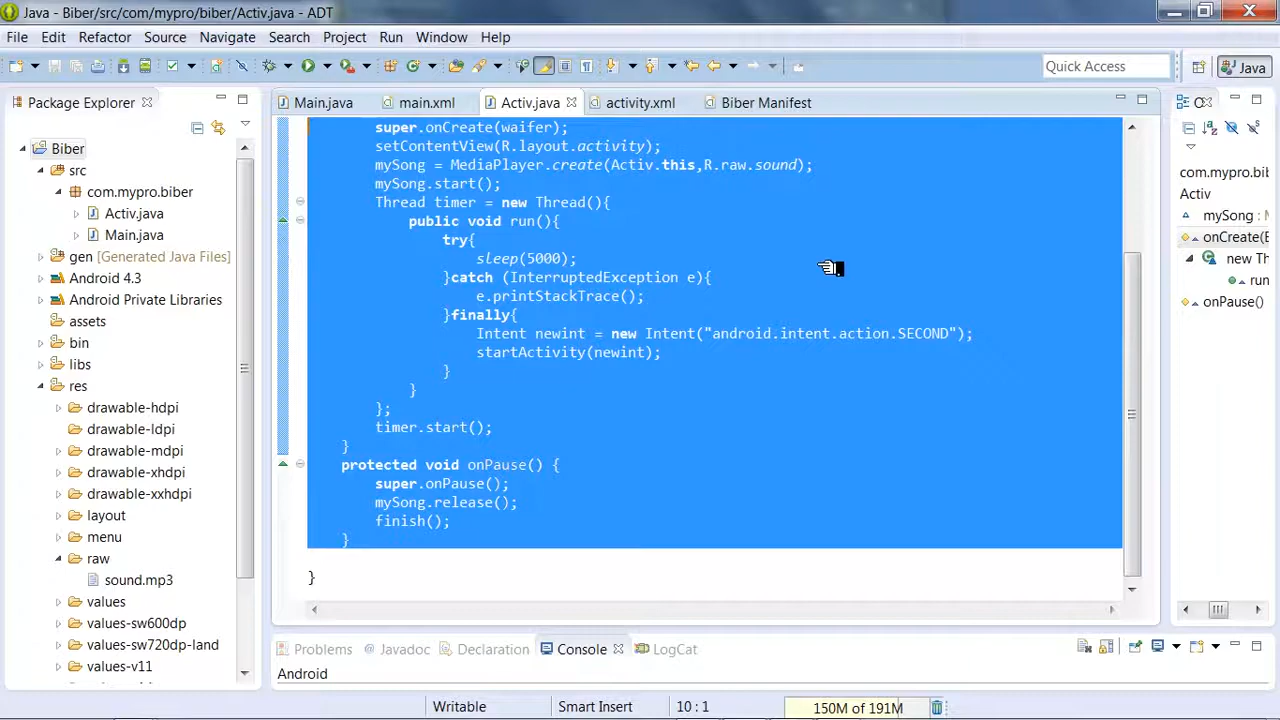 Java - Biber/src/com/mypro/biber/Activ.java - ADT
File Edit Refactor Source Navigate Search Project Run Window Help
Quick Access
Java
Package Explorer
Main.java
main.xml
Activ.java
activity.xml
Biber Manifest
Biber
src
com.mypro.biber
Activ.java
Main.java
gen [Generated Java Files]
Android 4.3
Android Private Libraries
assets
bin
libs
res
drawable-hdpi
drawable-ldpi
drawable-mdpi
drawable-xhdpi
drawable-xxhdpi
layout
menu
raw
sound.mp3
values
values-sw600dp
values-sw720dp-land
values-v11
super.onCreate(waifer);
setContentView(R.layout.activity);
mySong = MediaPlayer.create(Activ.this,R.raw.sound);
mySong.start();
Thread timer = new Thread(){
public void run(){
try{
sleep(5000);
}catch (InterruptedException e){
e.printStackTrace();
}finally{
Intent newint = new Intent("android.intent.action.SECOND");
startActivity(newint);
}
}
};
timer.start();
}
protected void onPause() {
super.onPause();
mySong.release();
finish();
}
}
com.mypro.bib
Activ
mySong :
onCreate(B
new Th
run
onPause()
Problems
Javadoc
Declaration
Console
LogCat
Android
Writable
Smart Insert
10 : 1
150M of 191M